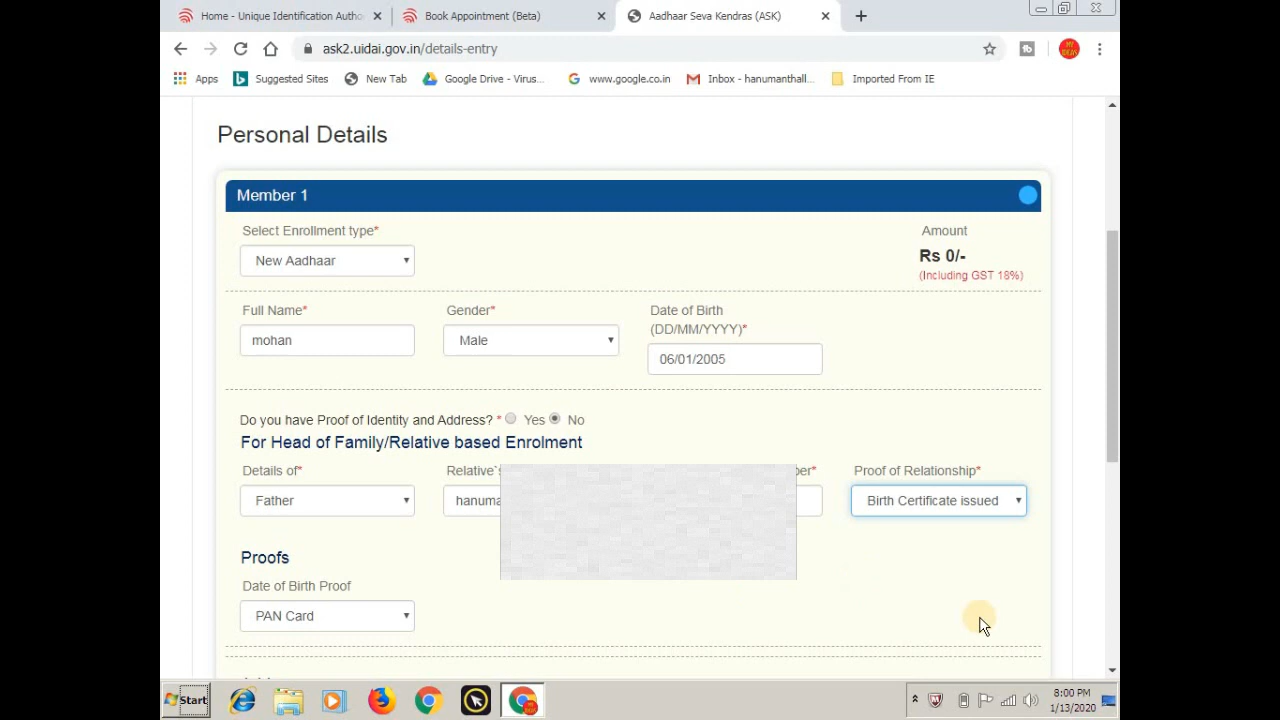 Home - Unique Identification Autho
Book Appointment (Beta)
Aadhaar Seva Kendras (ASK)
ask2.uidai.gov.in/details-entry
MY IDEAS
Apps
Suggested Sites
New Tab
Google Drive - Virus...
www.google.co.in
Inbox - hanumanthall...
Imported From IE
Personal Details
Member 1
Select Enrollment type*
Amount
New Aadhaar
Rs 0/-
(Including GST 18%)
Full Name*
Gender*
Date of Birth
(DD/MM/YYYY)*
mohan
Male
06/01/2005
Do you have Proof of Identity and Address? * Yes No
For Head of Family/Relative based Enrolment
Details of*
Relative`s
ber*
Proof of Relationship*
Father
hanuma
Birth Certificate issued
Proofs
Date of Birth Proof
PAN Card
Start
8:00 PM
1/13/2020